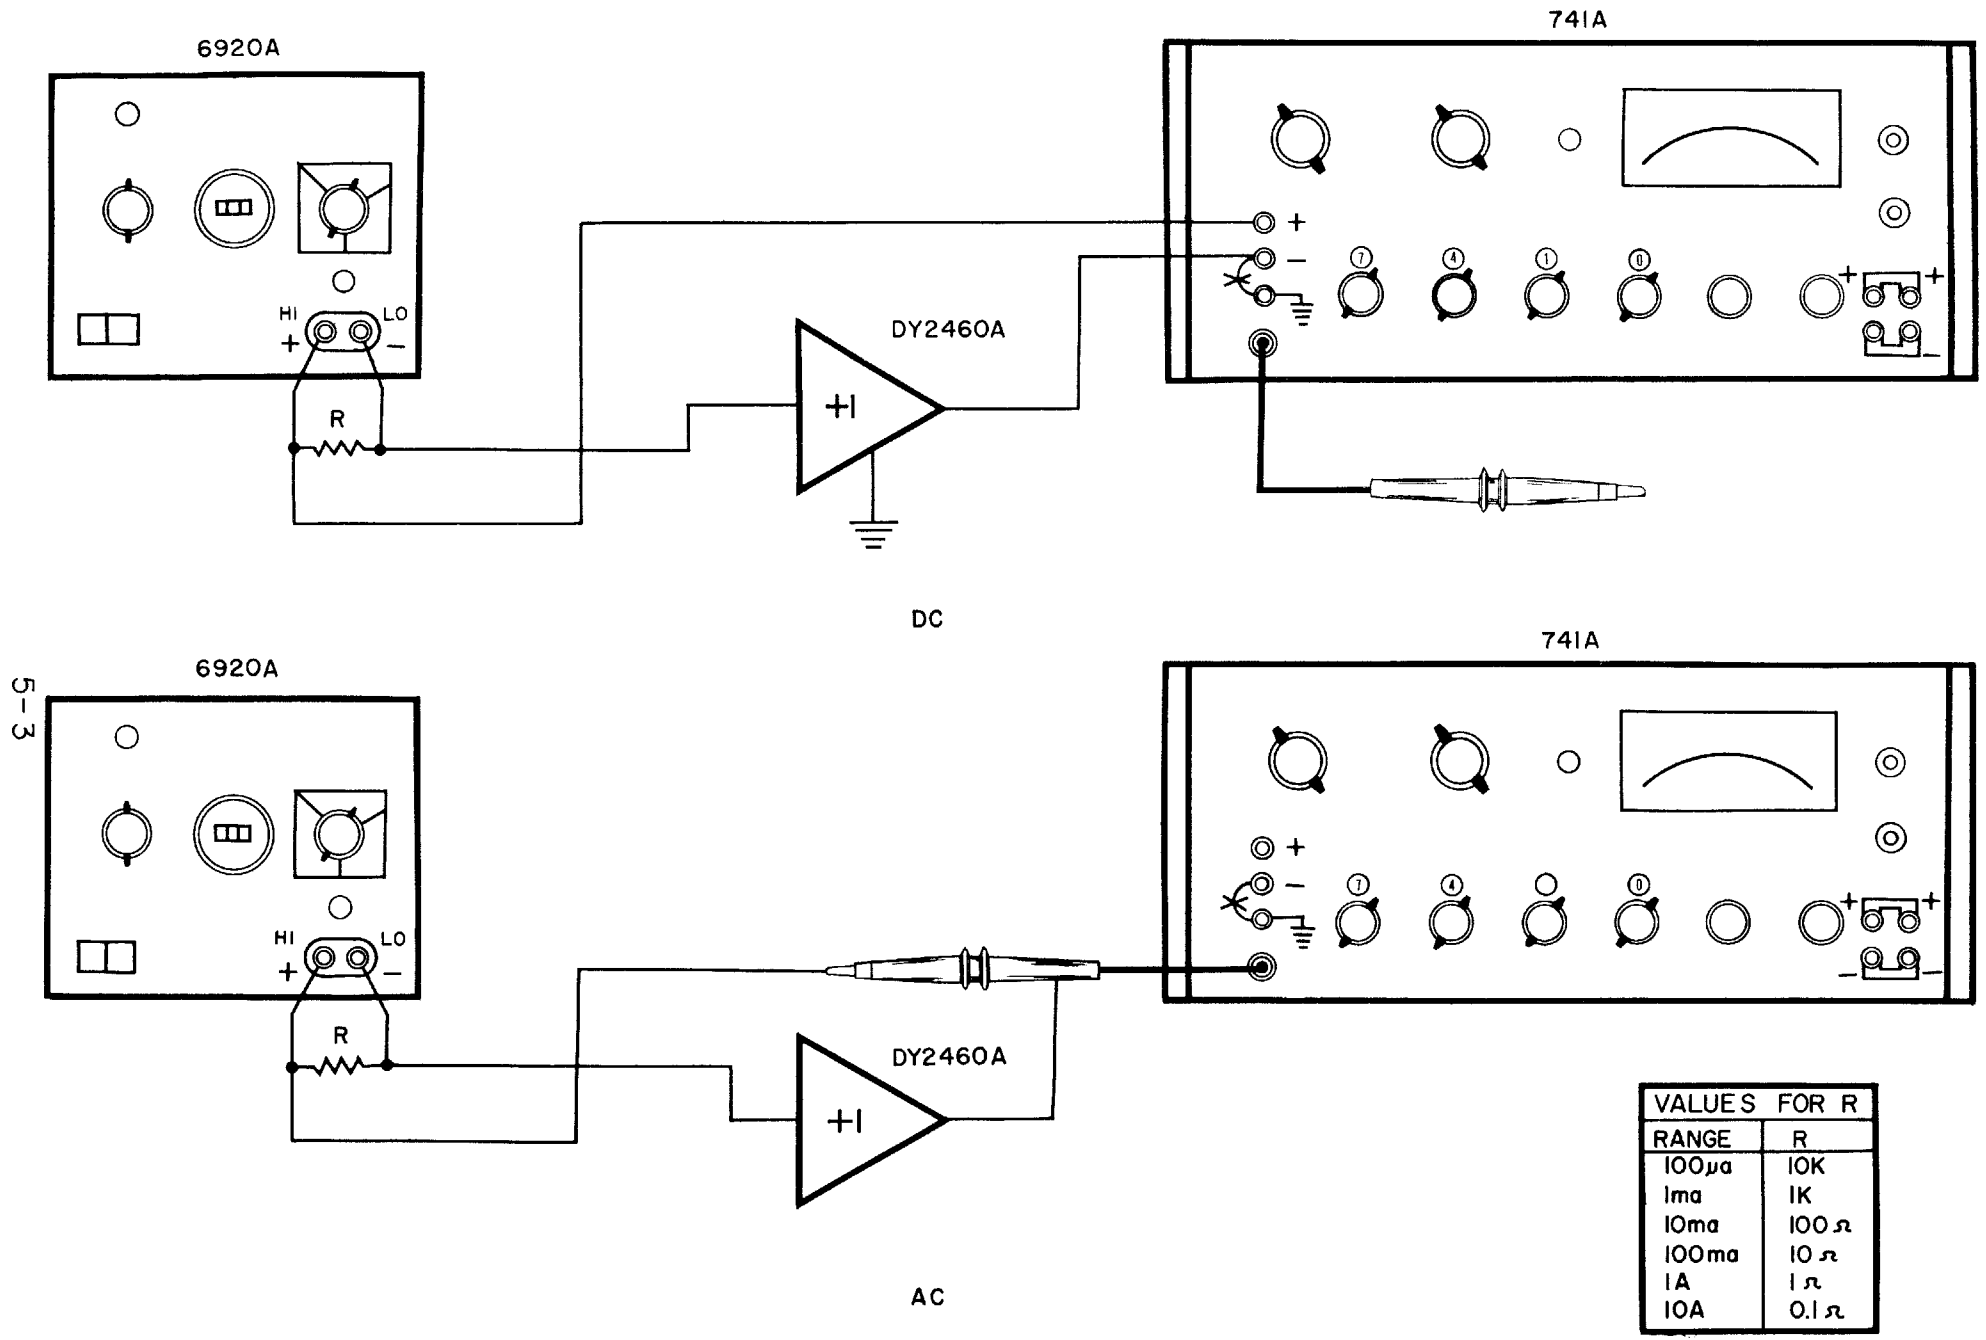 741A
6920A
+
−
7 4 1 0
+ +
−
HI LO
+ −
DY2460A
R
+1
DC
741A
6920A
5-3
+
−
7 4 0
+ +
− −
HI LO
+ −
R
DY2460A
+1
VALUES FOR R
RANGE R
100µa 10K
1ma 1K
10ma 100Ω
100ma 10Ω
1A 1Ω
10A 0.1Ω
AC